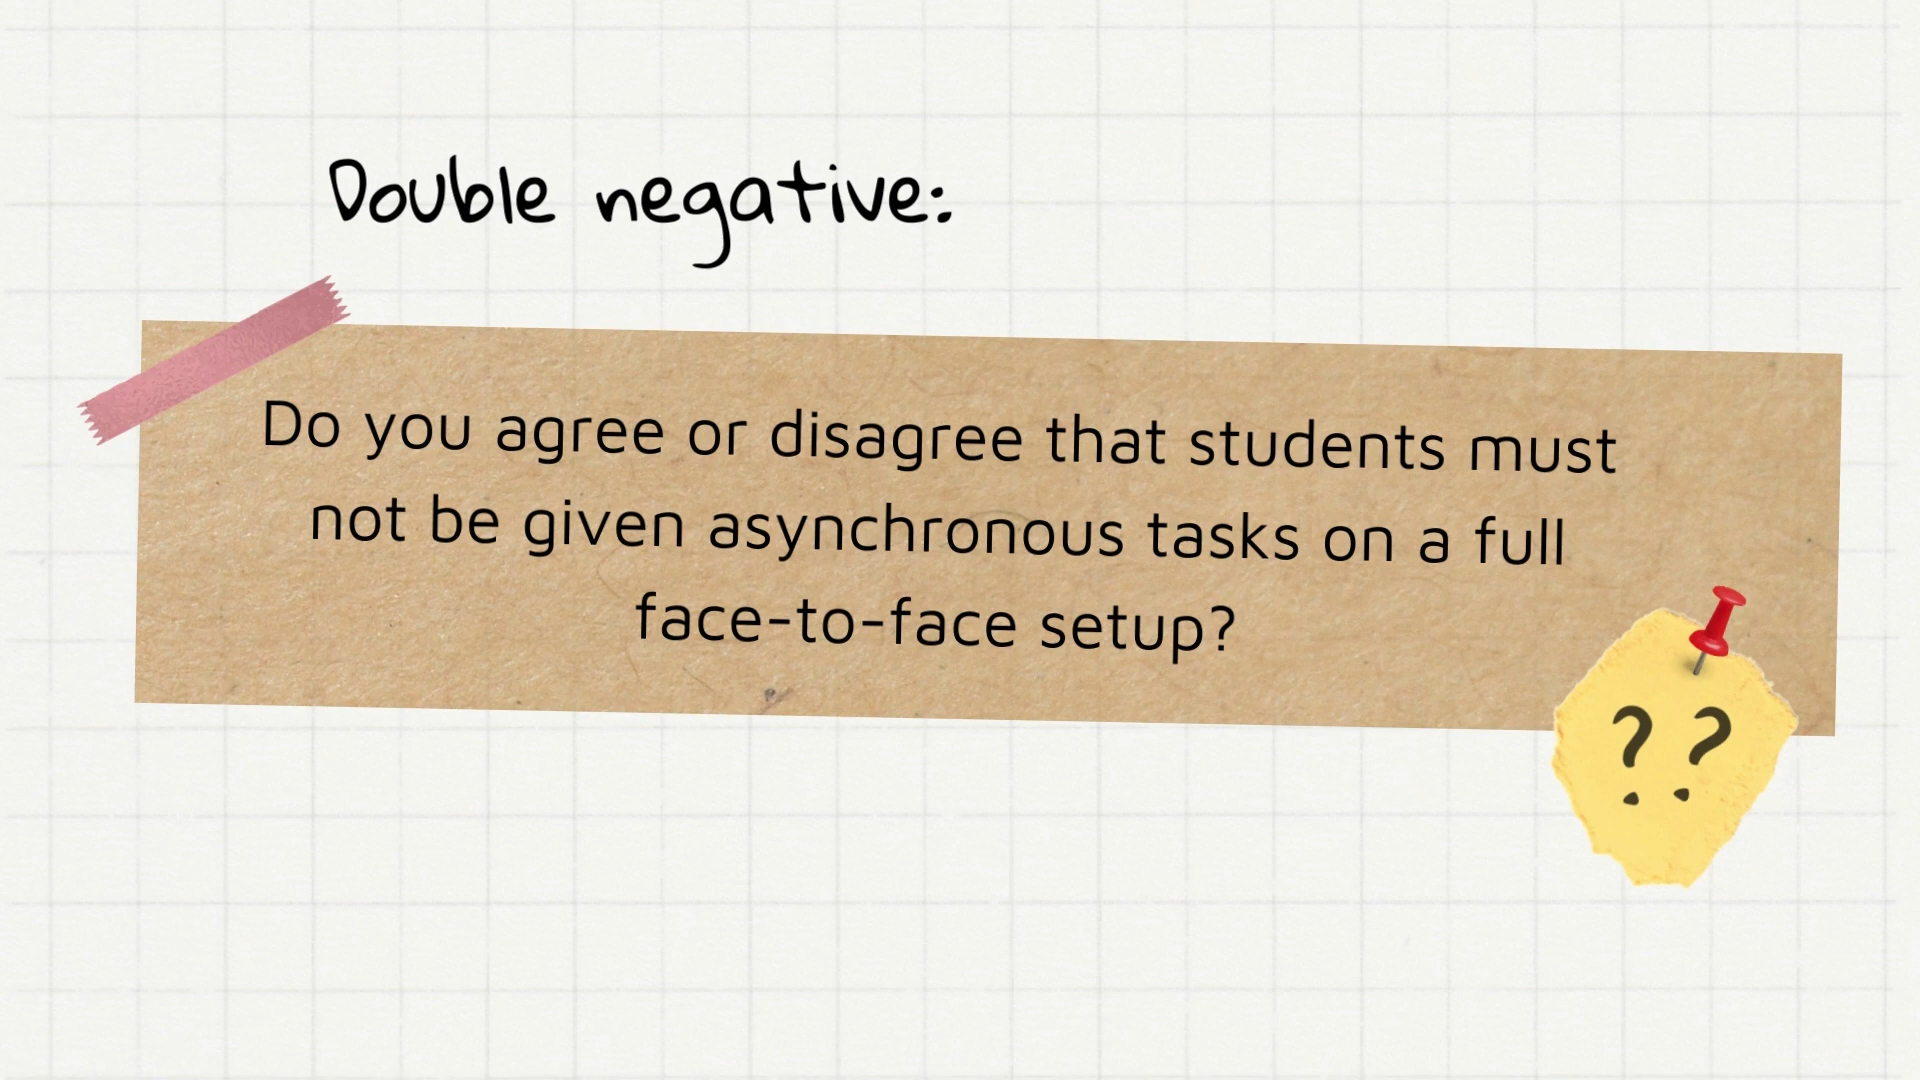 Double negative:
Do you agree or disagree that students must
not be given asynchronous tasks on a full
face-to-face setup?
? ?